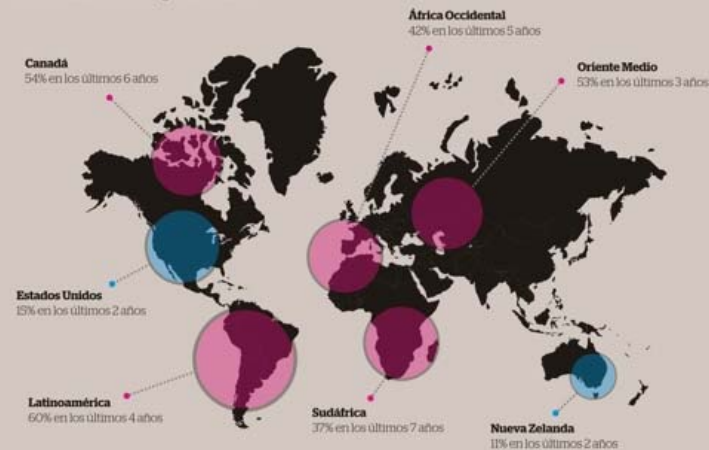 África Occidental
42% en los últimos 5 años
Canadá
54% en los últimos 6 años
Oriente Medio
53% en los últimos 3 años
Estados Unidos
15% en los últimos 2 años
Latinoamérica
60% en los últimos 4 años
Sudáfrica
37% en los últimos 7 años
Nueva Zelanda
11% en los últimos 2 años